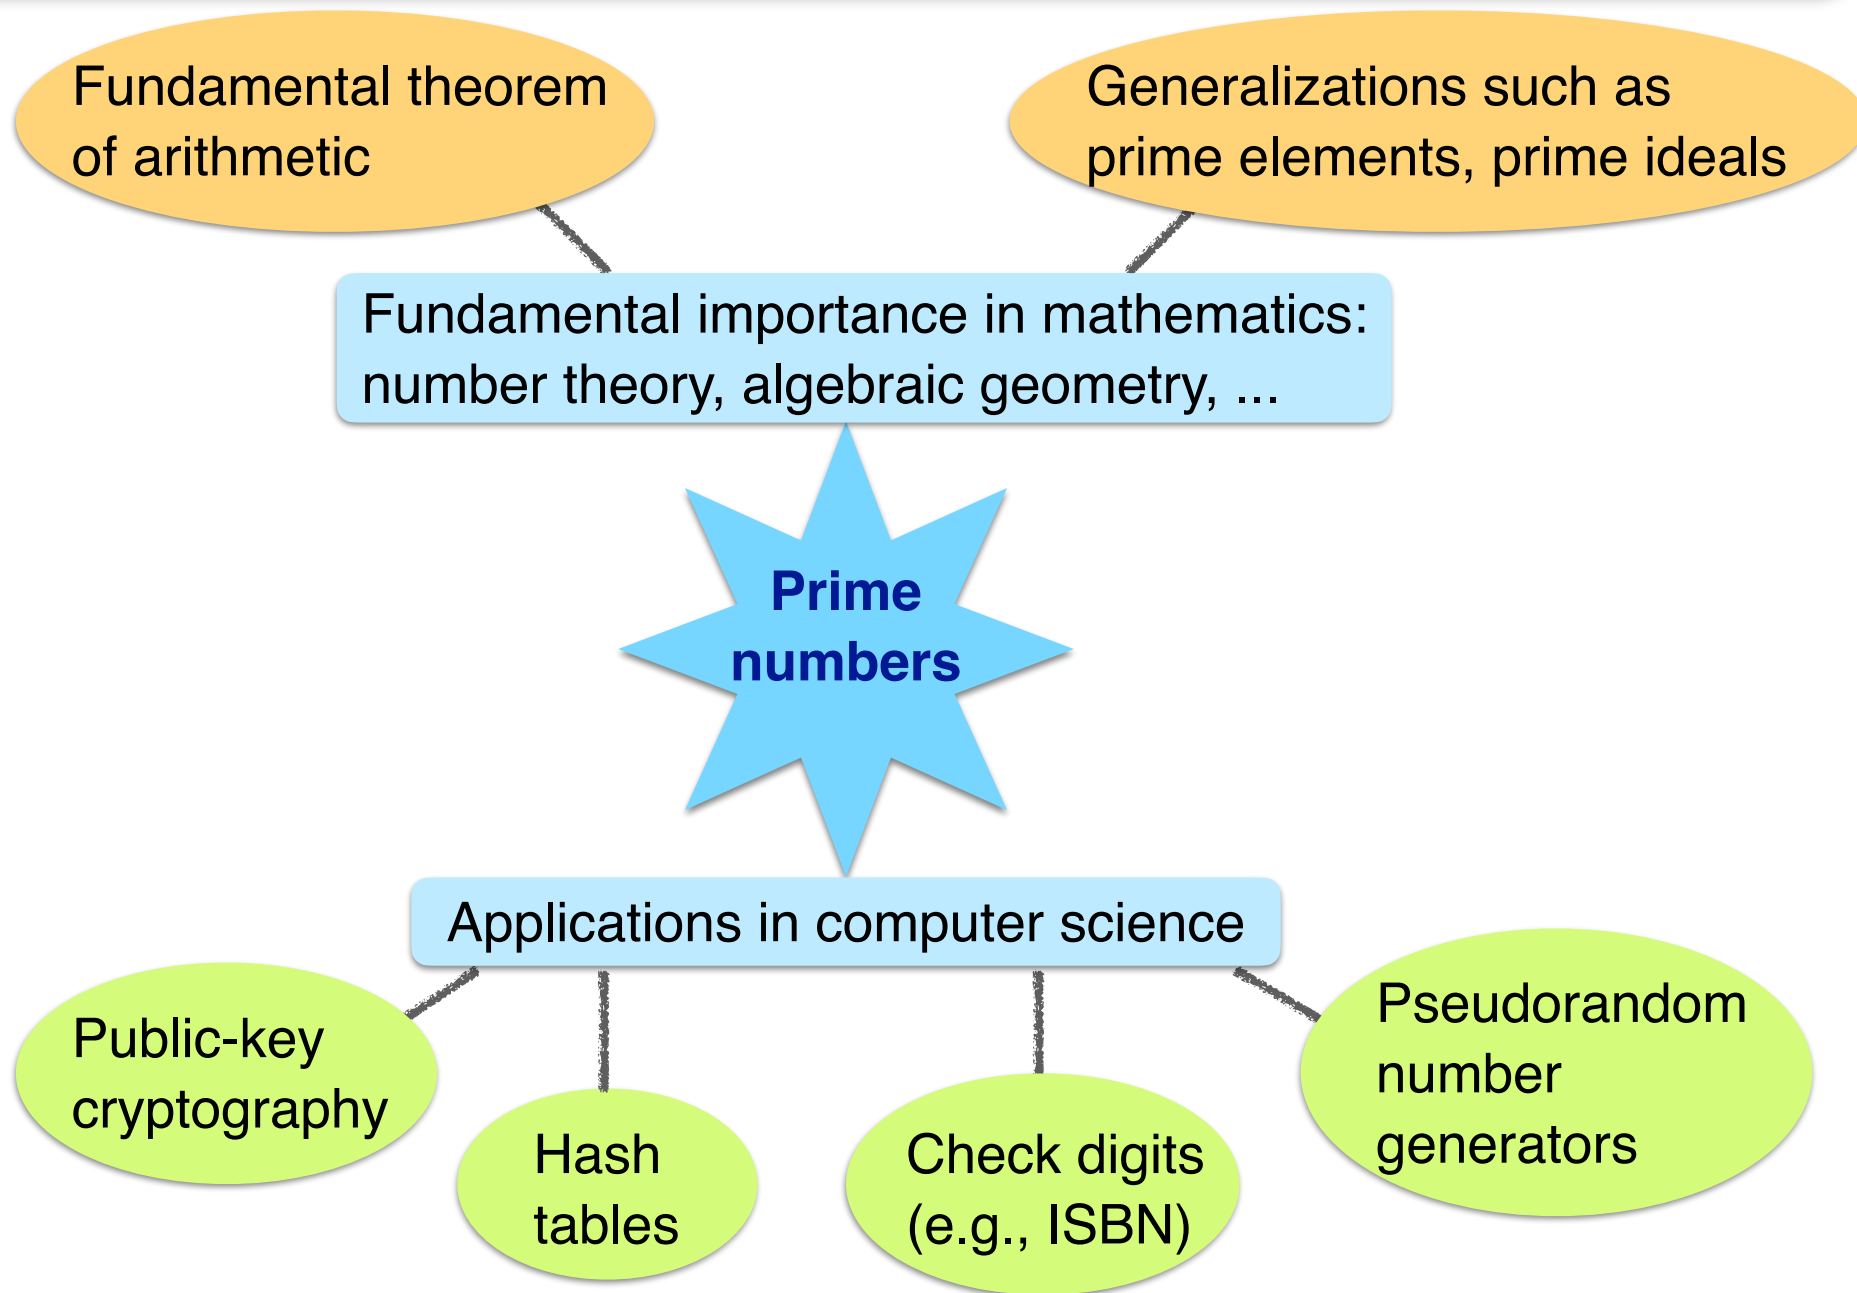 Fundamental theorem
of arithmetic
Generalizations such as
prime elements, prime ideals
Fundamental importance in mathematics:
number theory, algebraic geometry, ...
Prime
numbers
Applications in computer science
Public-key
cryptography
Hash
tables
Check digits
(e.g., ISBN)
Pseudorandom
number
generators